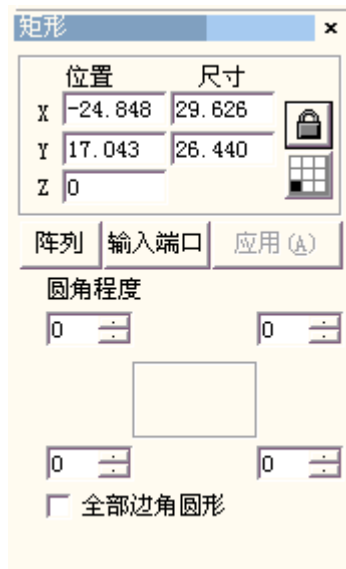 矩形 ×
位置 尺寸
X -24.848 29.626
Y 17.043 26.440
Z 0
阵列 输入端口 应用(A)
圆角程度
0 0
0 0
全部边角圆形